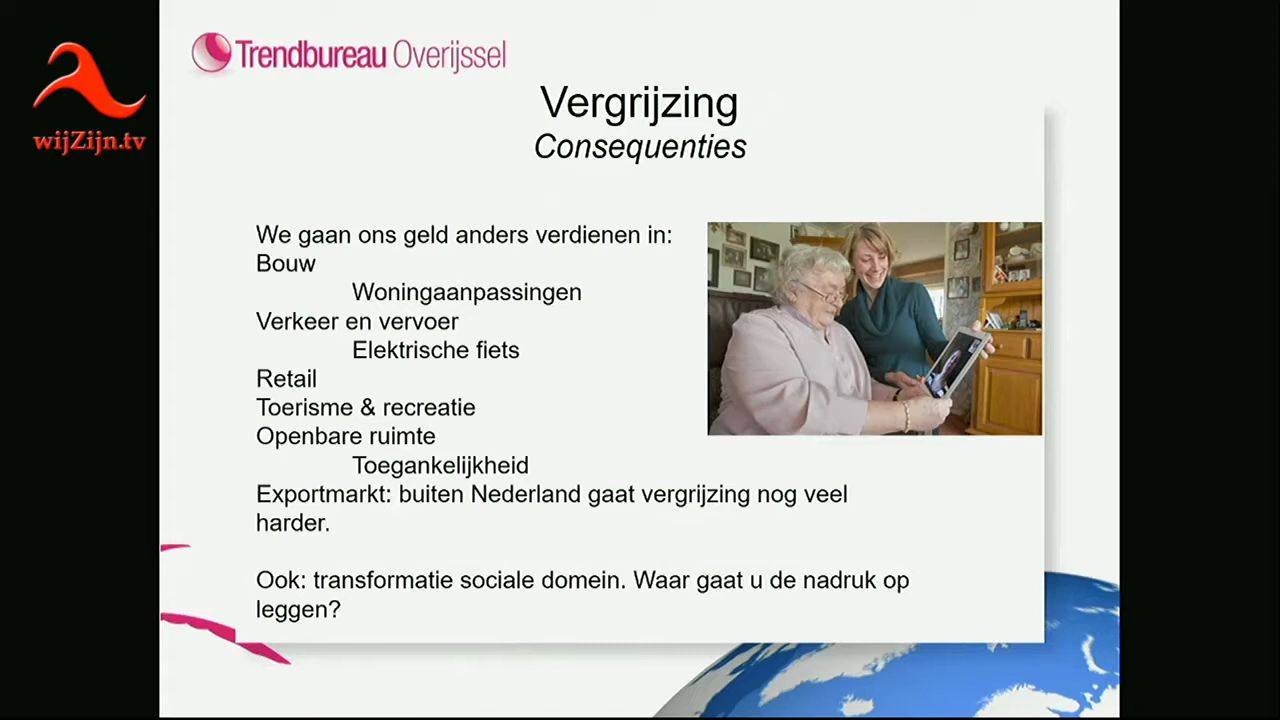 Trendbureau Overijssel
wijZijn.tv
Vergrijzing
Consequenties
We gaan ons geld anders verdienen in:
Bouw
Woningaanpassingen
Verkeer en vervoer
Elektrische fiets
Retail
Toerisme & recreatie
Openbare ruimte
Toegankelijkheid
Exportmarkt: buiten Nederland gaat vergrijzing nog veel
harder.
Ook: transformatie sociale domein. Waar gaat u de nadruk op
leggen?